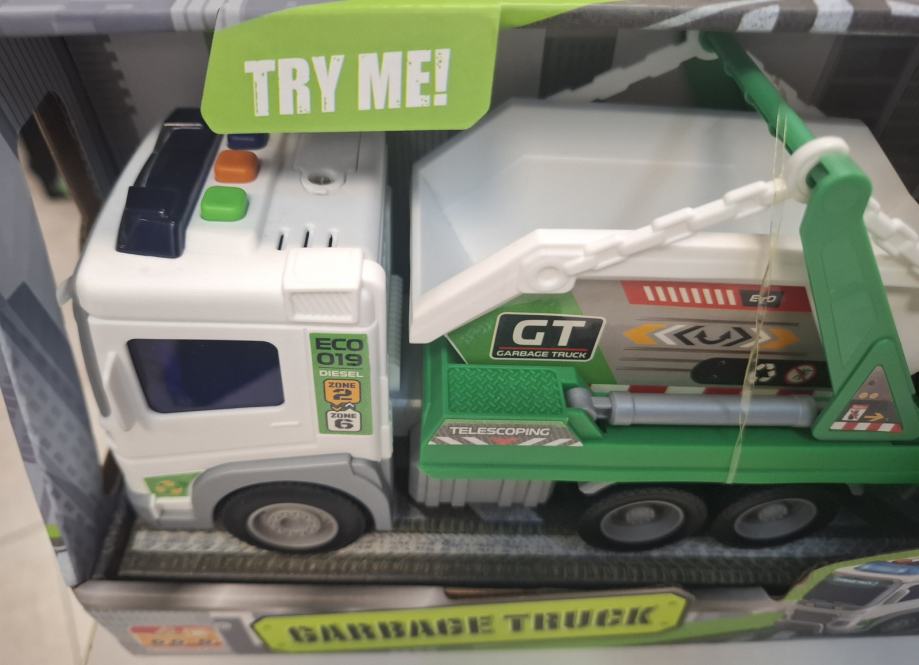 TRY ME!
ECO
019
DIESEL
ZONE
2
ZONE
6
GT
GARBAGE TRUCK
TELESCOPING
GARBAGE TRUCK